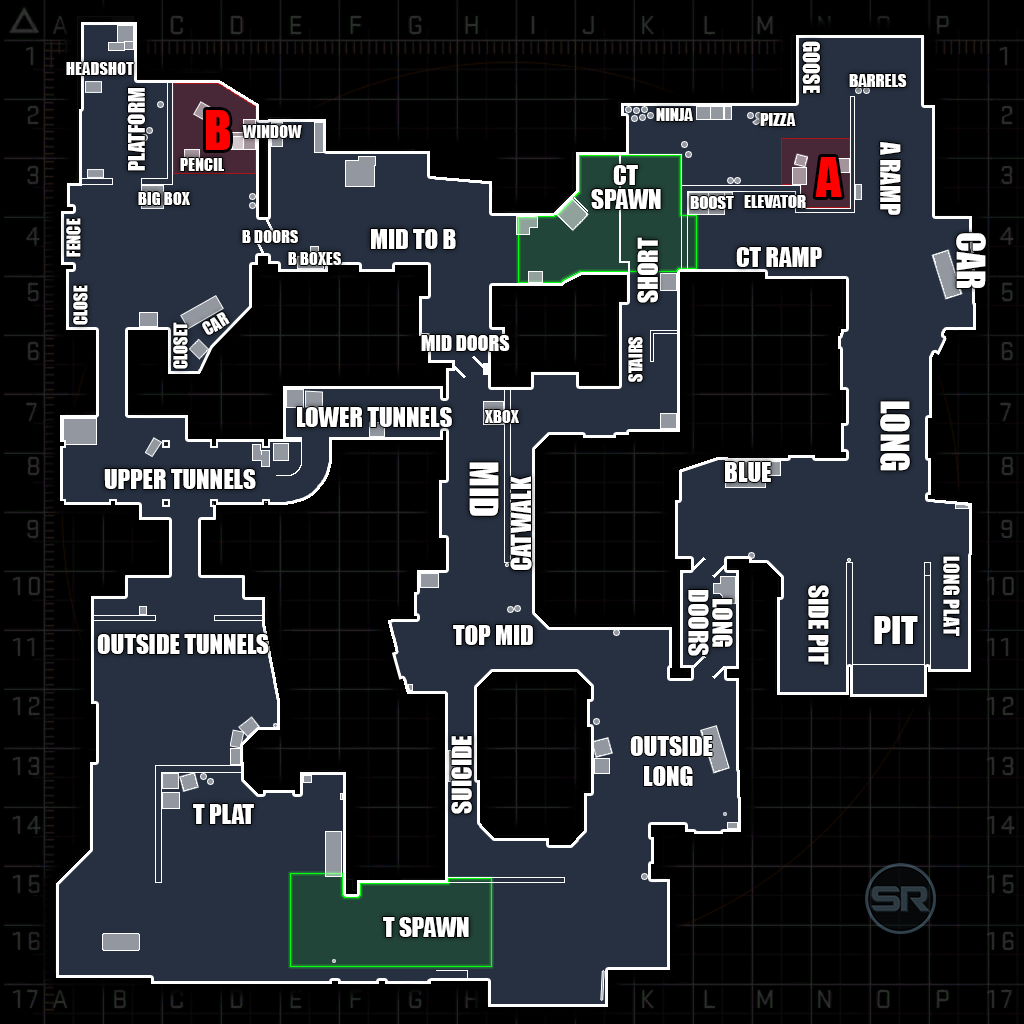 A C D E F G H I J K L M N O P
1 1
2 2
3 3
4 4
5 5
6 6
7 7
8 8
9 9
10 10
11 11
12 12
13 13
14 14
15 15
16 16
17 A B C D E F G H K L M N O P 17
HEADSHOT
PLATFORM
B
WINDOW
PENCIL
BIG BOX
FENCE
B DOORS
B BOXES
MID TO B
CLOSE
CLOSET
CAR
MID DOORS
GOOSE
BARRELS
NINJA
PIZZA
CT
SPAWN
A
A RAMP
BOOST
ELEVATOR
SHORT
CT RAMP
CAR
STAIRS
LOWER TUNNELS
XBOX
LONG
UPPER TUNNELS
MID
CATWALK
BLUE
LONG
DOORS
SIDE PIT
PIT
LONG PLAT
OUTSIDE TUNNELS
TOP MID
SUICIDE
OUTSIDE
LONG
T PLAT
T SPAWN
SR